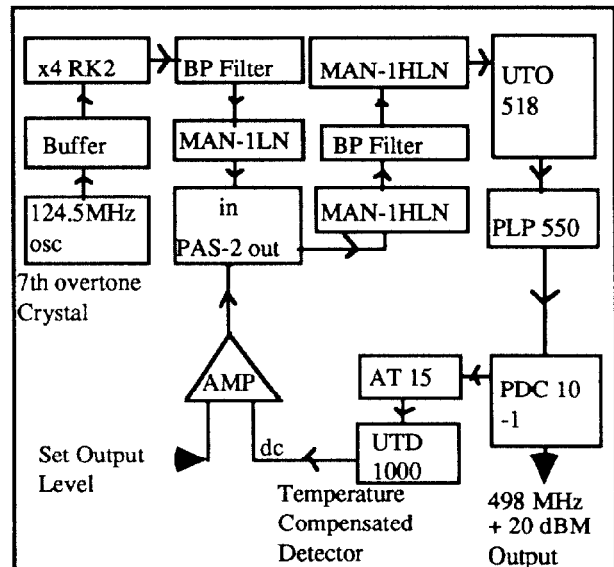 x4 RK2
BP Filter
MAN-1HLN
UTO
518
Buffer
MAN-1LN
BP Filter
124.5MHz
osc
in
PAS-2 out
MAN-1HLN
PLP 550
7th overtone
Crystal
AMP
AT 15
PDC 10
-1
Set Output
Level
dc
UTD
1000
Temperature
Compensated
Detector
498 MHz
+ 20 dBM
Output